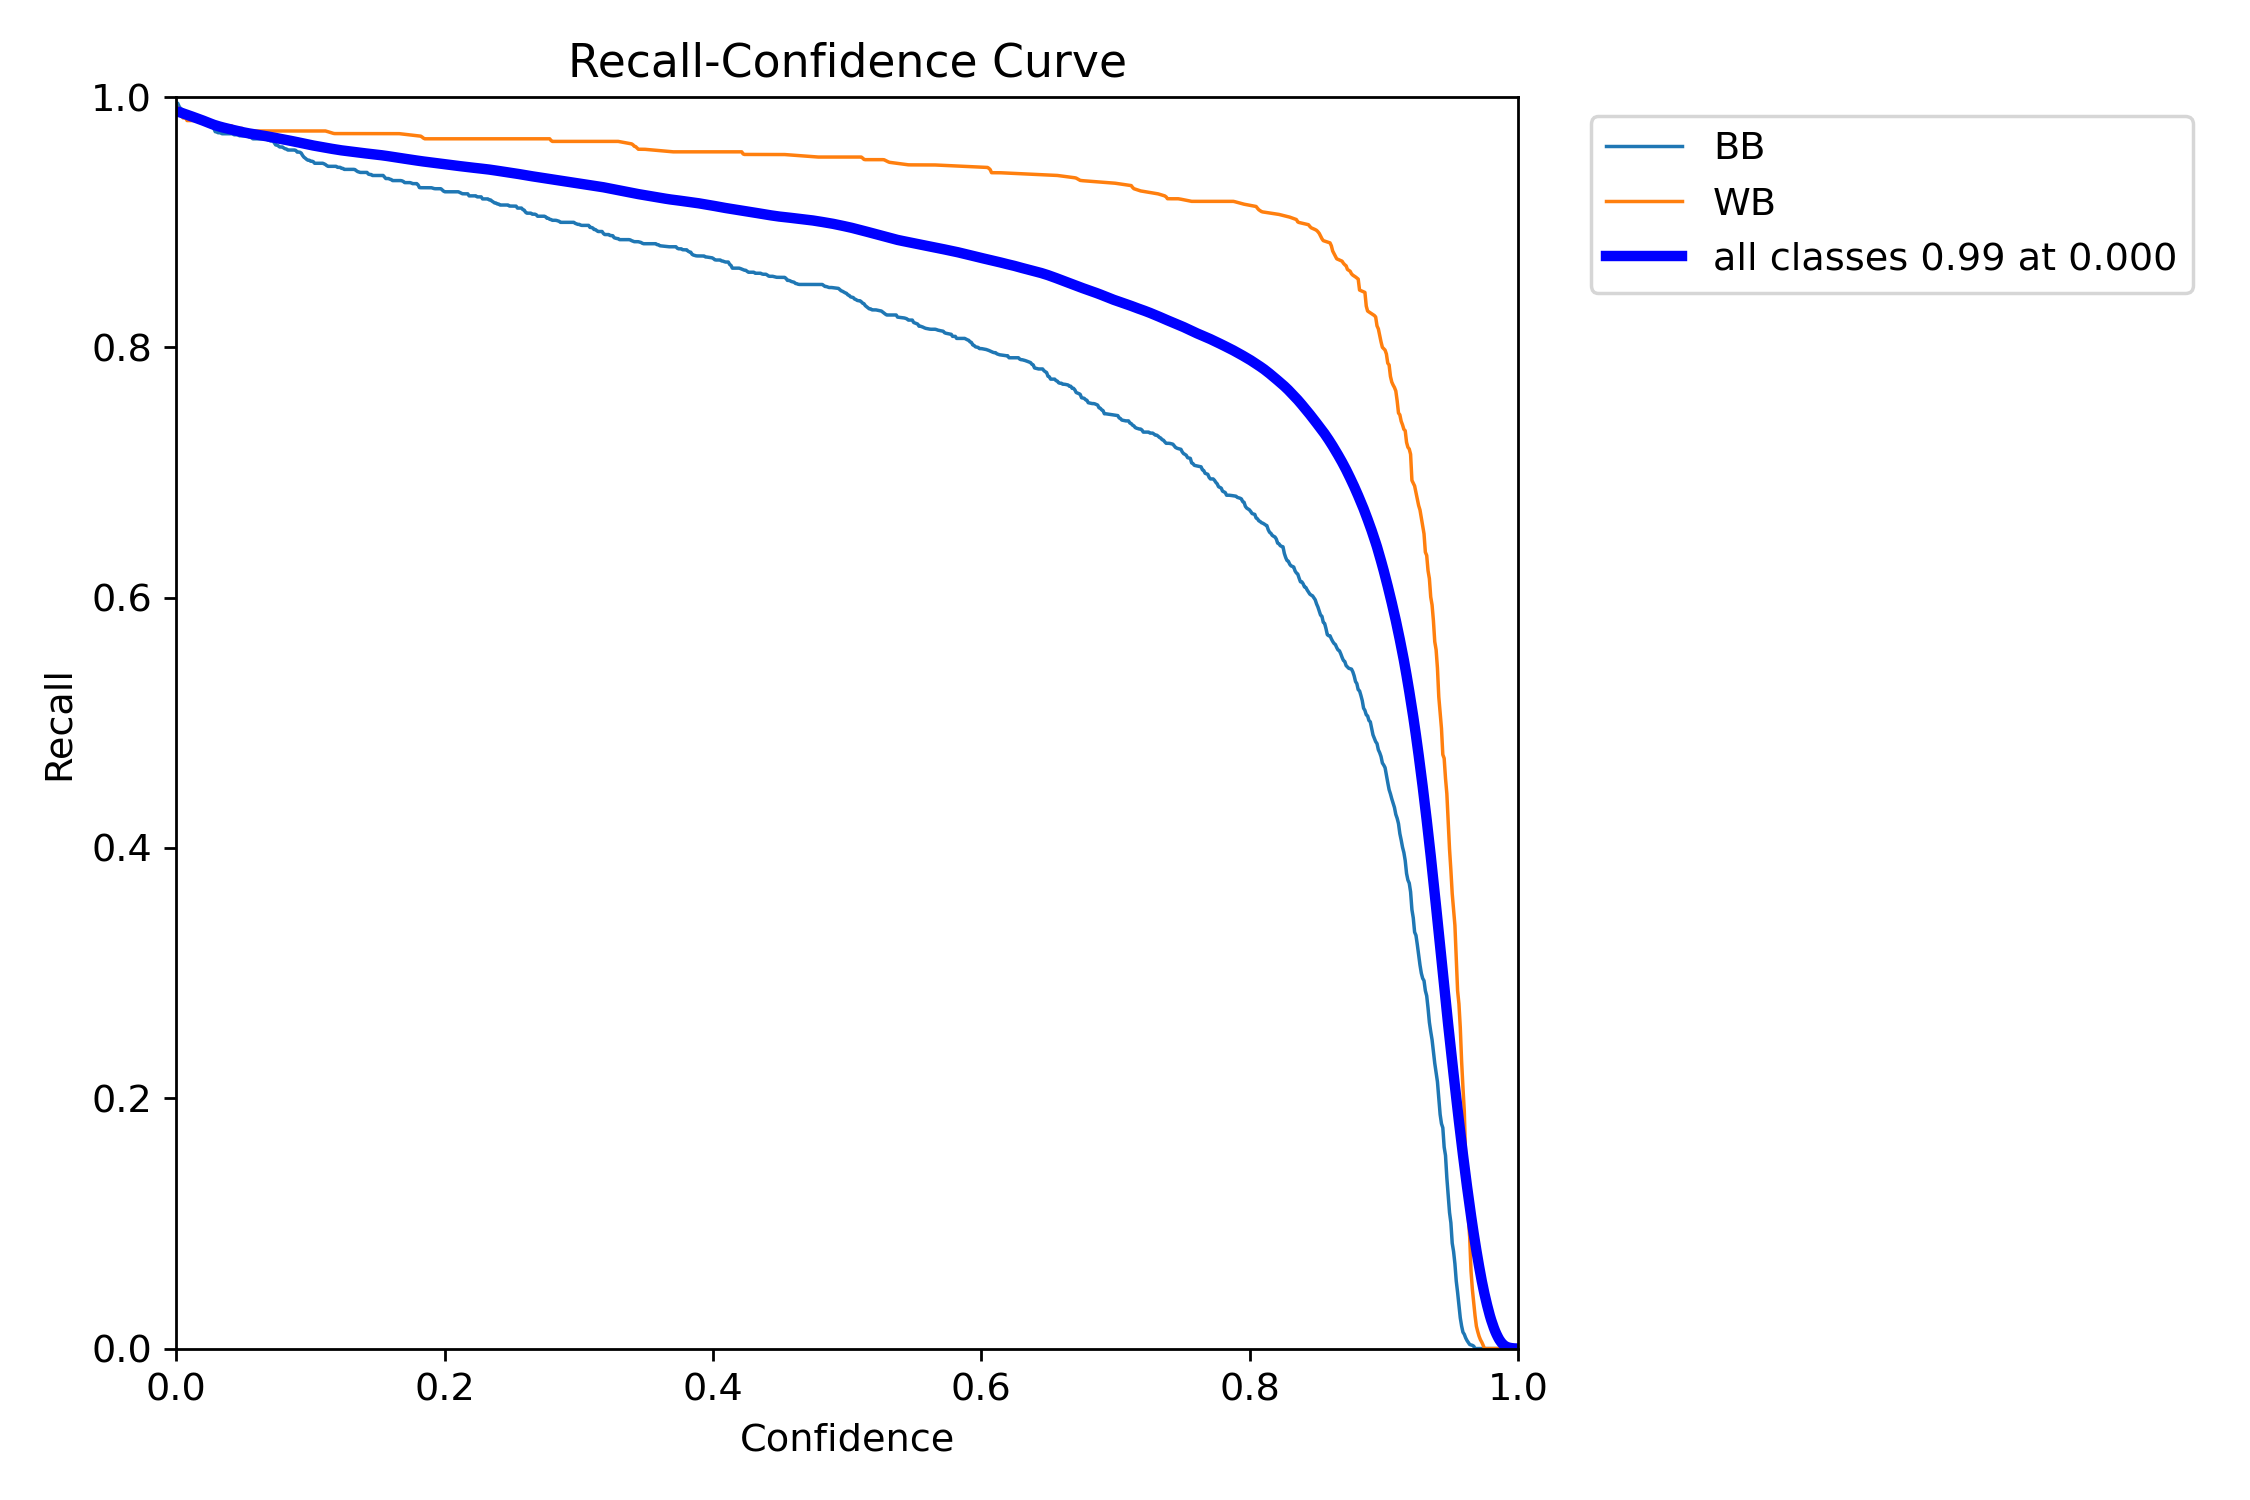 Recall-Confidence Curve
1.0
0.8
0.6
0.4
0.2
0.0
Recall
0.0 0.2 0.4 0.6 0.8 1.0
Confidence
BB
WB
all classes 0.99 at 0.000